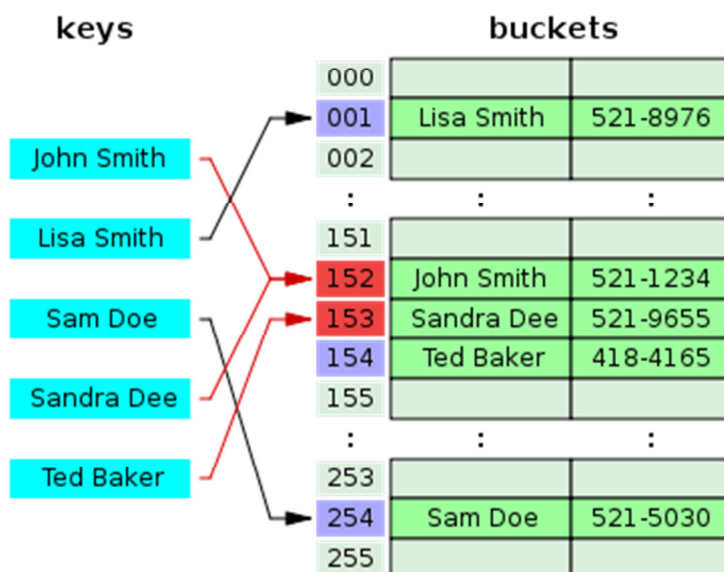 keys
buckets
000
001 Lisa Smith 521-8976
John Smith
002
: : :
Lisa Smith
151
152 John Smith 521-1234
Sam Doe
153 Sandra Dee 521-9655
154 Ted Baker 418-4165
Sandra Dee
155
: : :
Ted Baker
253
254 Sam Doe 521-5030
255